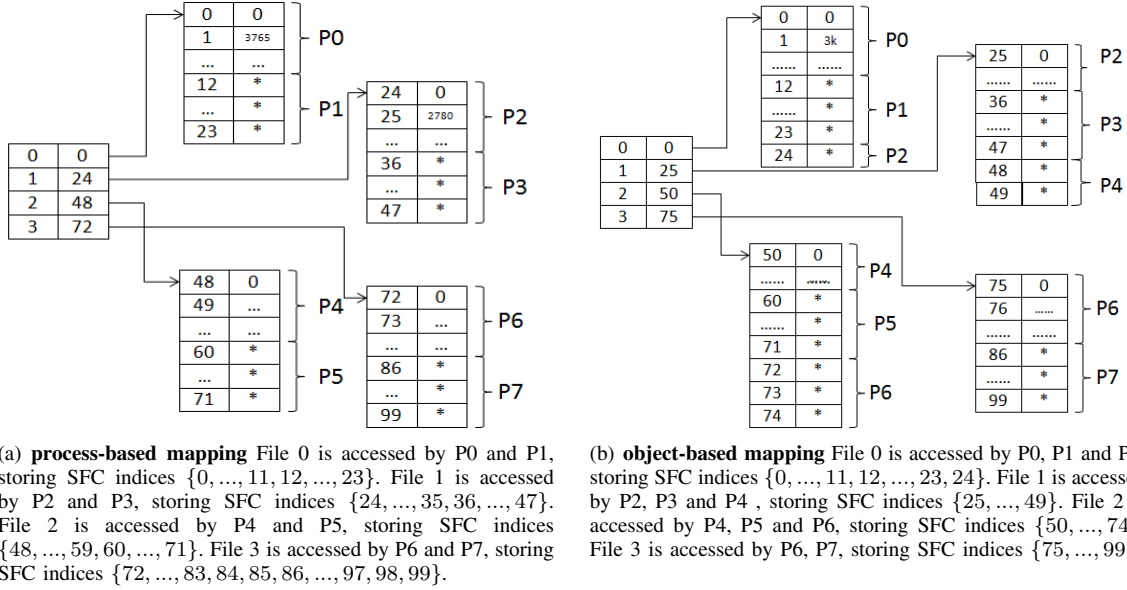 0 0
1 3765
... ...
12 *
... *
23 *
P0
P1
24 0
25 2780
... ...
36 *
... *
47 *
P2
P3
0 0
1 24
2 48
3 72
48 0
49 ...
... ...
60 *
... *
71 *
P4
P5
72 0
73 ...
... ...
86 *
... *
99 *
P6
P7
(a) process-based mapping File 0 is accessed by P0 and P1,
storing SFC indices {0, ..., 11, 12, ..., 23}. File 1 is accessed
by P2 and P3, storing SFC indices {24, ..., 35, 36, ..., 47}.
File 2 is accessed by P4 and P5, storing SFC indices
{48, ..., 59, 60, ..., 71}. File 3 is accessed by P6 and P7, storing
SFC indices {72, ..., 83, 84, 85, 86, ..., 97, 98, 99}.
0 0
1 3k
...... ......
12 *
...... *
23 *
24 *
P0
P1
P2
25 0
...... ......
36 *
...... *
47 *
48 *
49 *
P2
P3
P4
0 0
1 25
2 50
3 75
50 0
...... ......
60 *
...... *
71 *
72 *
73 *
74 *
P4
P5
P6
75 0
76 ......
...... ......
86 *
...... *
99 *
P6
P7
(b) object-based mapping File 0 is accessed by P0, P1 and P
storing SFC indices {0, ..., 11, 12, ..., 23, 24}. File 1 is accesse
by P2, P3 and P4 , storing SFC indices {25, ..., 49}. File 2
accessed by P4, P5 and P6, storing SFC indices {50, ..., 74
File 3 is accessed by P6, P7, storing SFC indices {75, ..., 99